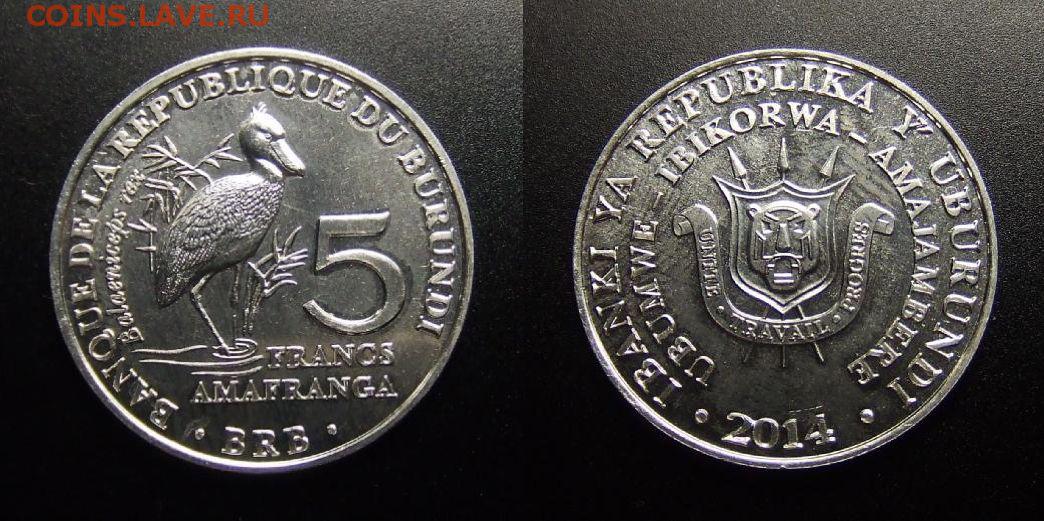 COINS.LAVE.РУ
BANQUE DE LA REPUBLIQUE DU BURUNDI
Balaeniceps rex
5
FRANCS
AMAFRANGA
· BRB ·
IBANKI YA REPUBLIKA Y' UBURUNDI
UBUMWE - IBIKORWA - AMAJAMBERE
UNITE · TRAVAIL · PROGRES
· 2014 ·